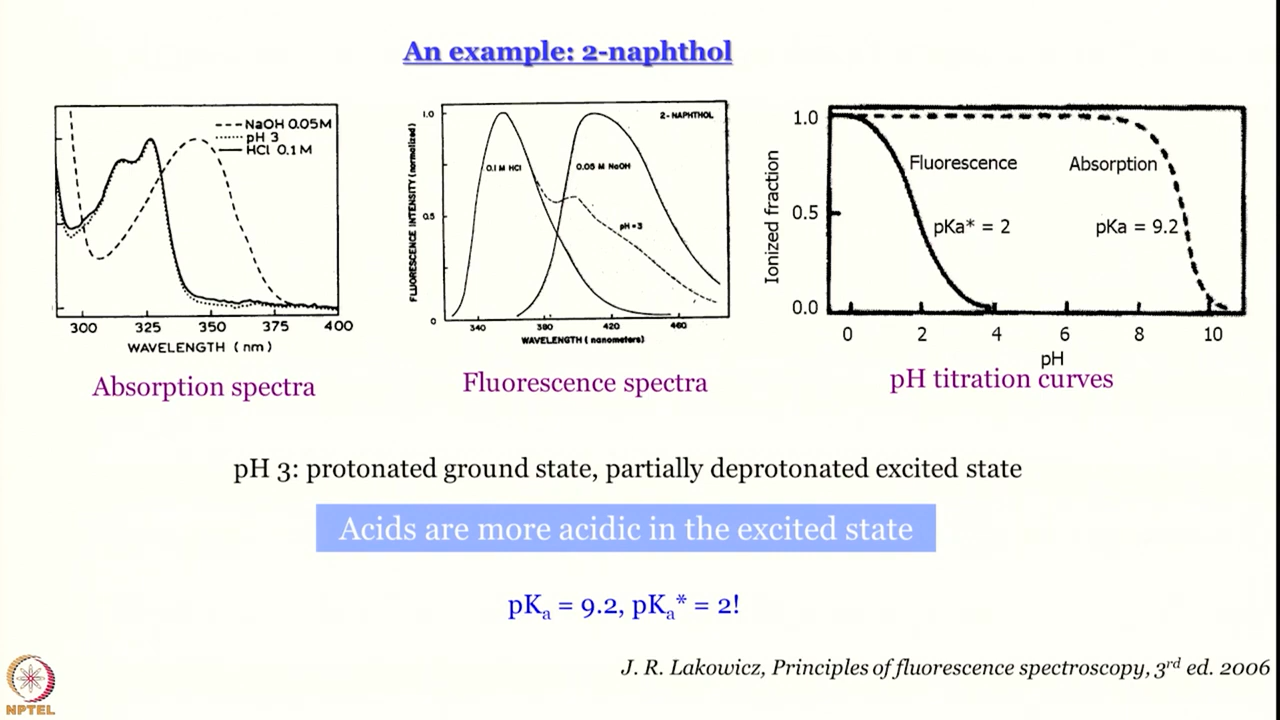 An example: 2-naphthol
NaOH 0.05M
pH 3
HCl 0.1M
300 325 350 375 400
WAVELENGTH (nm)
Absorption spectra
FLUORESCENCE INTENSITY (normalized)
1.0
0.5
0
2-NAPHTHOL
0.1 M HCl
0.05 M NaOH
pH=3
340 380 420 460
WAVELENGTH (nanometers)
Fluorescence spectra
Ionized fraction
1.0
0.5
0.0
Fluorescence
Absorption
pKa* = 2
pKa = 9.2
0 2 4 6 8 10
pH
pH titration curves
pH 3: protonated ground state, partially deprotonated excited state
Acids are more acidic in the excited state
pKa = 9.2, pKa* = 2!
J. R. Lakowicz, Principles of fluorescence spectroscopy, 3rd ed. 2006
NPTEL